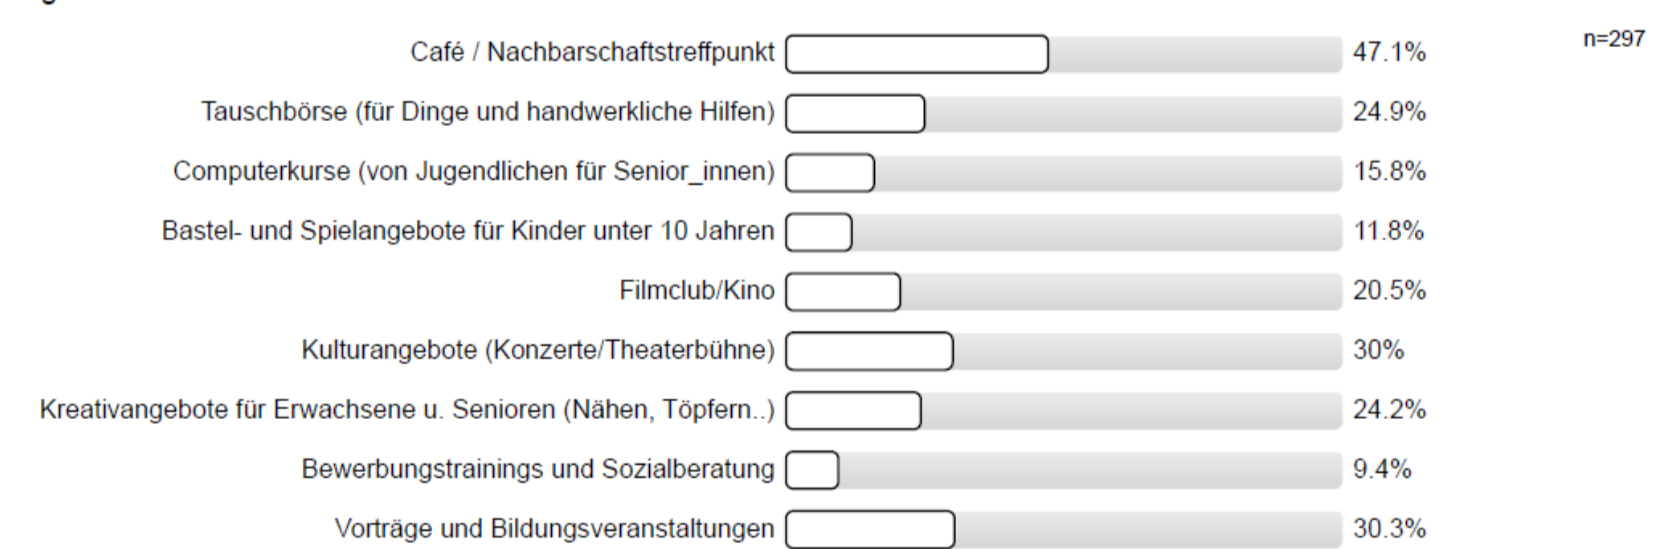 Café / Nachbarschaftstreffpunkt 47.1% n=297
Tauschbörse (für Dinge und handwerkliche Hilfen) 24.9%
Computerkurse (von Jugendlichen für Senior_innen) 15.8%
Bastel- und Spielangebote für Kinder unter 10 Jahren 11.8%
Filmclub/Kino 20.5%
Kulturangebote (Konzerte/Theaterbühne) 30%
Kreativangebote für Erwachsene u. Senioren (Nähen, Töpfern..) 24.2%
Bewerbungstrainings und Sozialberatung 9.4%
Vorträge und Bildungsveranstaltungen 30.3%